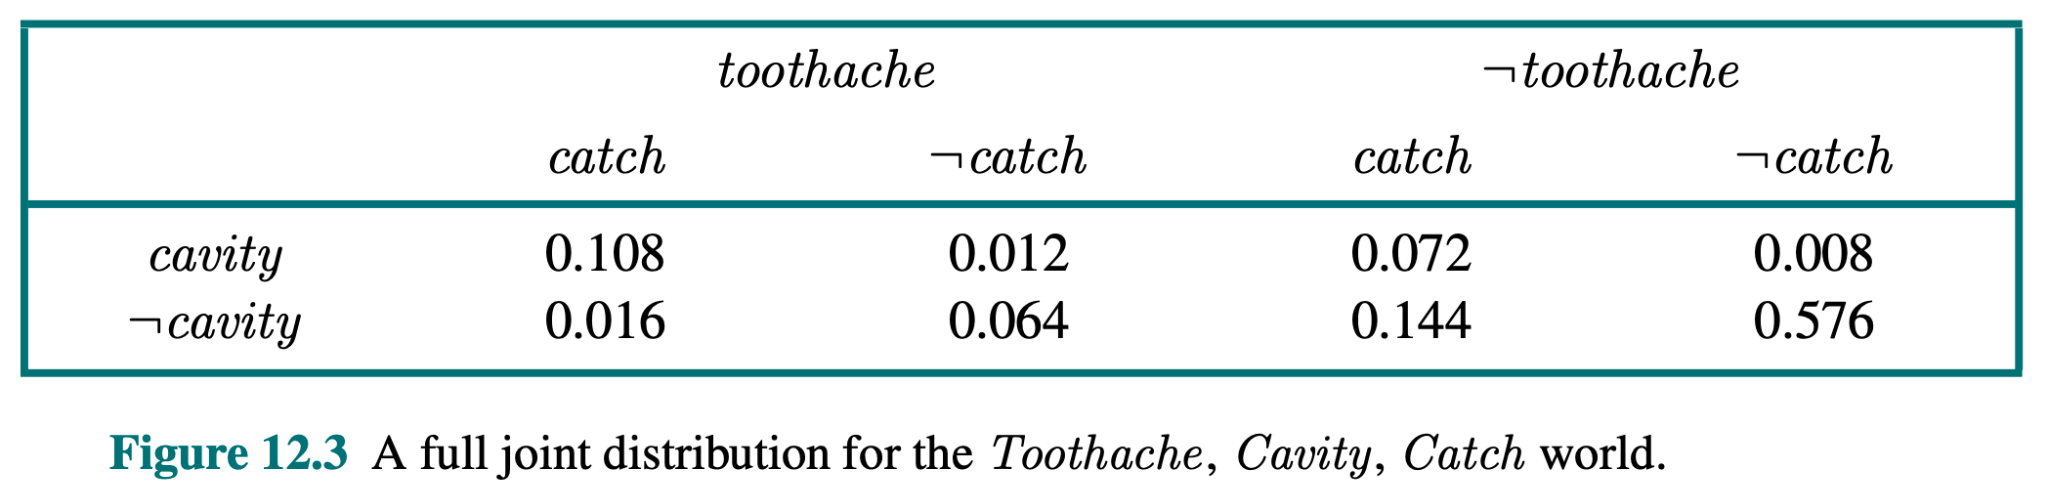 toothache ¬toothache
catch ¬catch catch ¬catch
cavity 0.108 0.012 0.072 0.008
¬cavity 0.016 0.064 0.144 0.576
Figure 12.3 A full joint distribution for the Toothache, Cavity, Catch world.